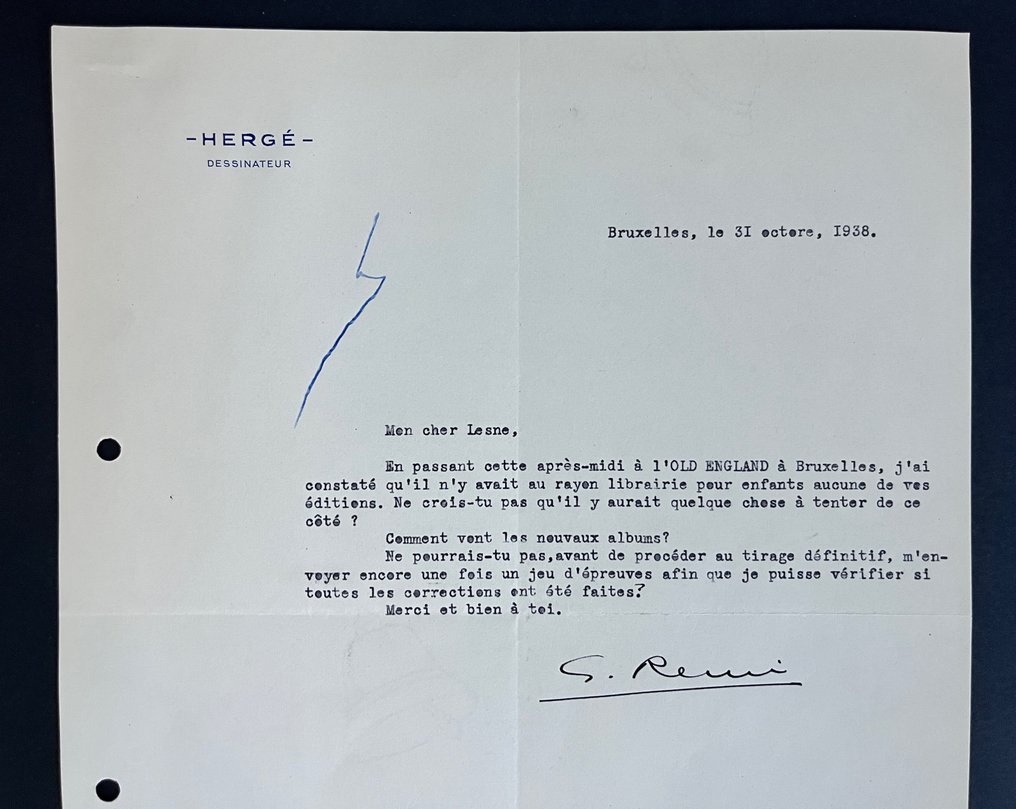 -HERGÉ-
DESSINATEUR
Bruxelles, le 3I octore, I938.
Mon cher Lesne,
En passant cette après-midi à l'OLD ENGLAND à Bruxelles, j'ai
constaté qu'il n'y avait au rayon librairie pour enfants aucune de vos
éditions. Ne crois-tu pas qu'il y aurait quelque chose à tenter de ce
côté ?
Comment vont les nouvaux albums?
Ne pourrais-tu pas,avant de procéder au tirage définitif, m'en-
voyer encore une fois un jeu d'épreuves afin que je puisse vérifier si
toutes les corrections ont été faites?
Merci et bien à toi.
G. Remi